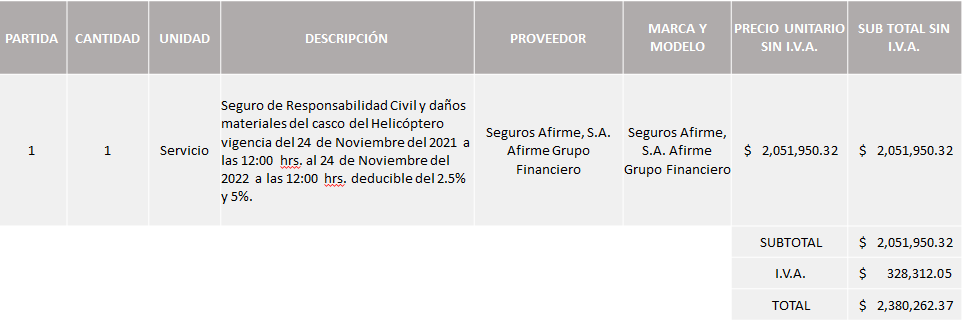 PARTIDA
CANTIDAD
UNIDAD
DESCRIPCIÓN
PROVEEDOR
MARCA Y
MODELO
PRECIO UNITARIO
SIN I.V.A.
SUB TOTAL SIN
I.V.A.
1
1
Servicio
Seguro de Responsabilidad Civil y daños
materiales del casco del Helicóptero
vigencia del 24 de Noviembre del 2021 a
las 12:00 hrs. al 24 de Noviembre del
2022 a las 12:00 hrs. deducible del 2.5%
y 5%.
Seguros Afirme, S.A.
Afirme Grupo
Financiero
Seguros Afirme,
S.A. Afirme
Grupo Financiero
$ 2,051,950.32
$ 2,051,950.32
SUBTOTAL $ 2,051,950.32
I.V.A. $ 328,312.05
TOTAL $ 2,380,262.37